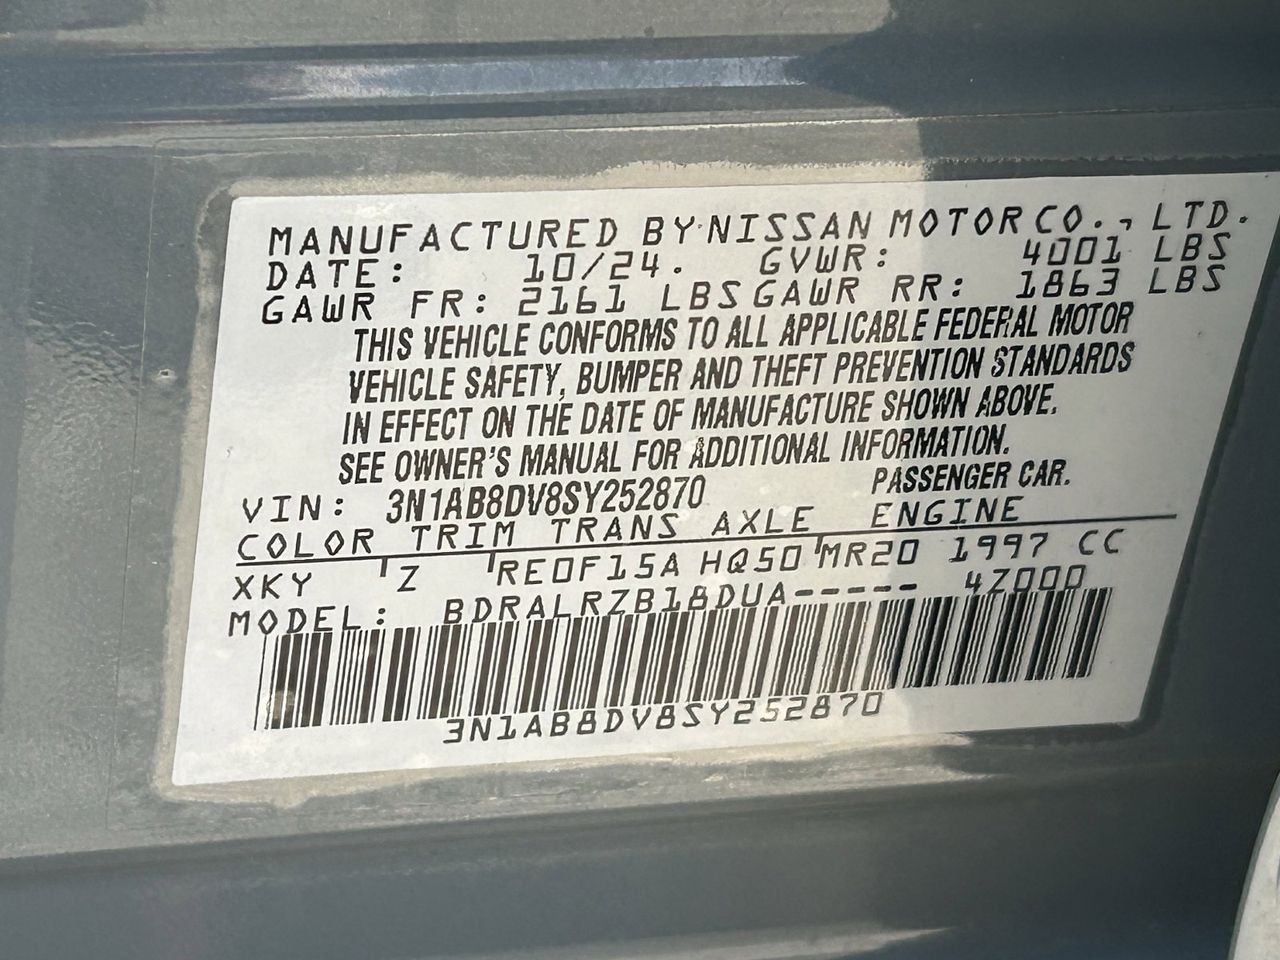 MANUFACTURED BY NISSAN MOTOR CO., LTD.
DATE: 10/24. GVWR: 4001 LBS
GAWR FR: 2161 LBS GAWR RR: 1863 LBS
THIS VEHICLE CONFORMS TO ALL APPLICABLE FEDERAL MOTOR
VEHICLE SAFETY, BUMPER AND THEFT PREVENTION STANDARDS
IN EFFECT ON THE DATE OF MANUFACTURE SHOWN ABOVE.
SEE OWNER'S MANUAL FOR ADDITIONAL INFORMATION.
VIN: 3N1AB8DV8SY252870 PASSENGER CAR.
COLOR TRIM TRANS AXLE ENGINE
XKY Z RE0F15A HQ50 MR20 1997 CC
MODEL: BDRALRZB18DUA----- 4Z000
3N1AB8DV8SY252870